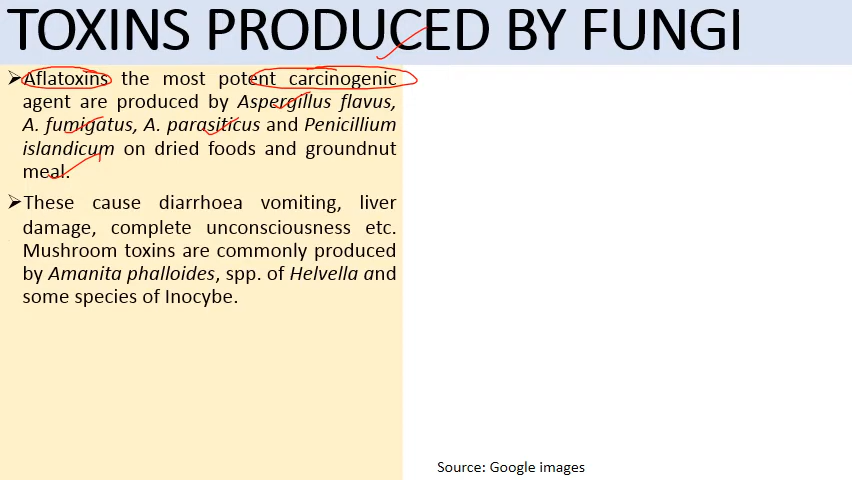 TOXINS PRODUCED BY FUNGI
➢Aflatoxins the most potent carcinogenic
agent are produced by Aspergillus flavus,
A. fumigatus, A. parasiticus and Penicillium
islandicum on dried foods and groundnut
meal.
➢These cause diarrhoea vomiting, liver
damage, complete unconsciousness etc.
Mushroom toxins are commonly produced
by Amanita phalloides, spp. of Helvella and
some species of Inocybe.
Source: Google images